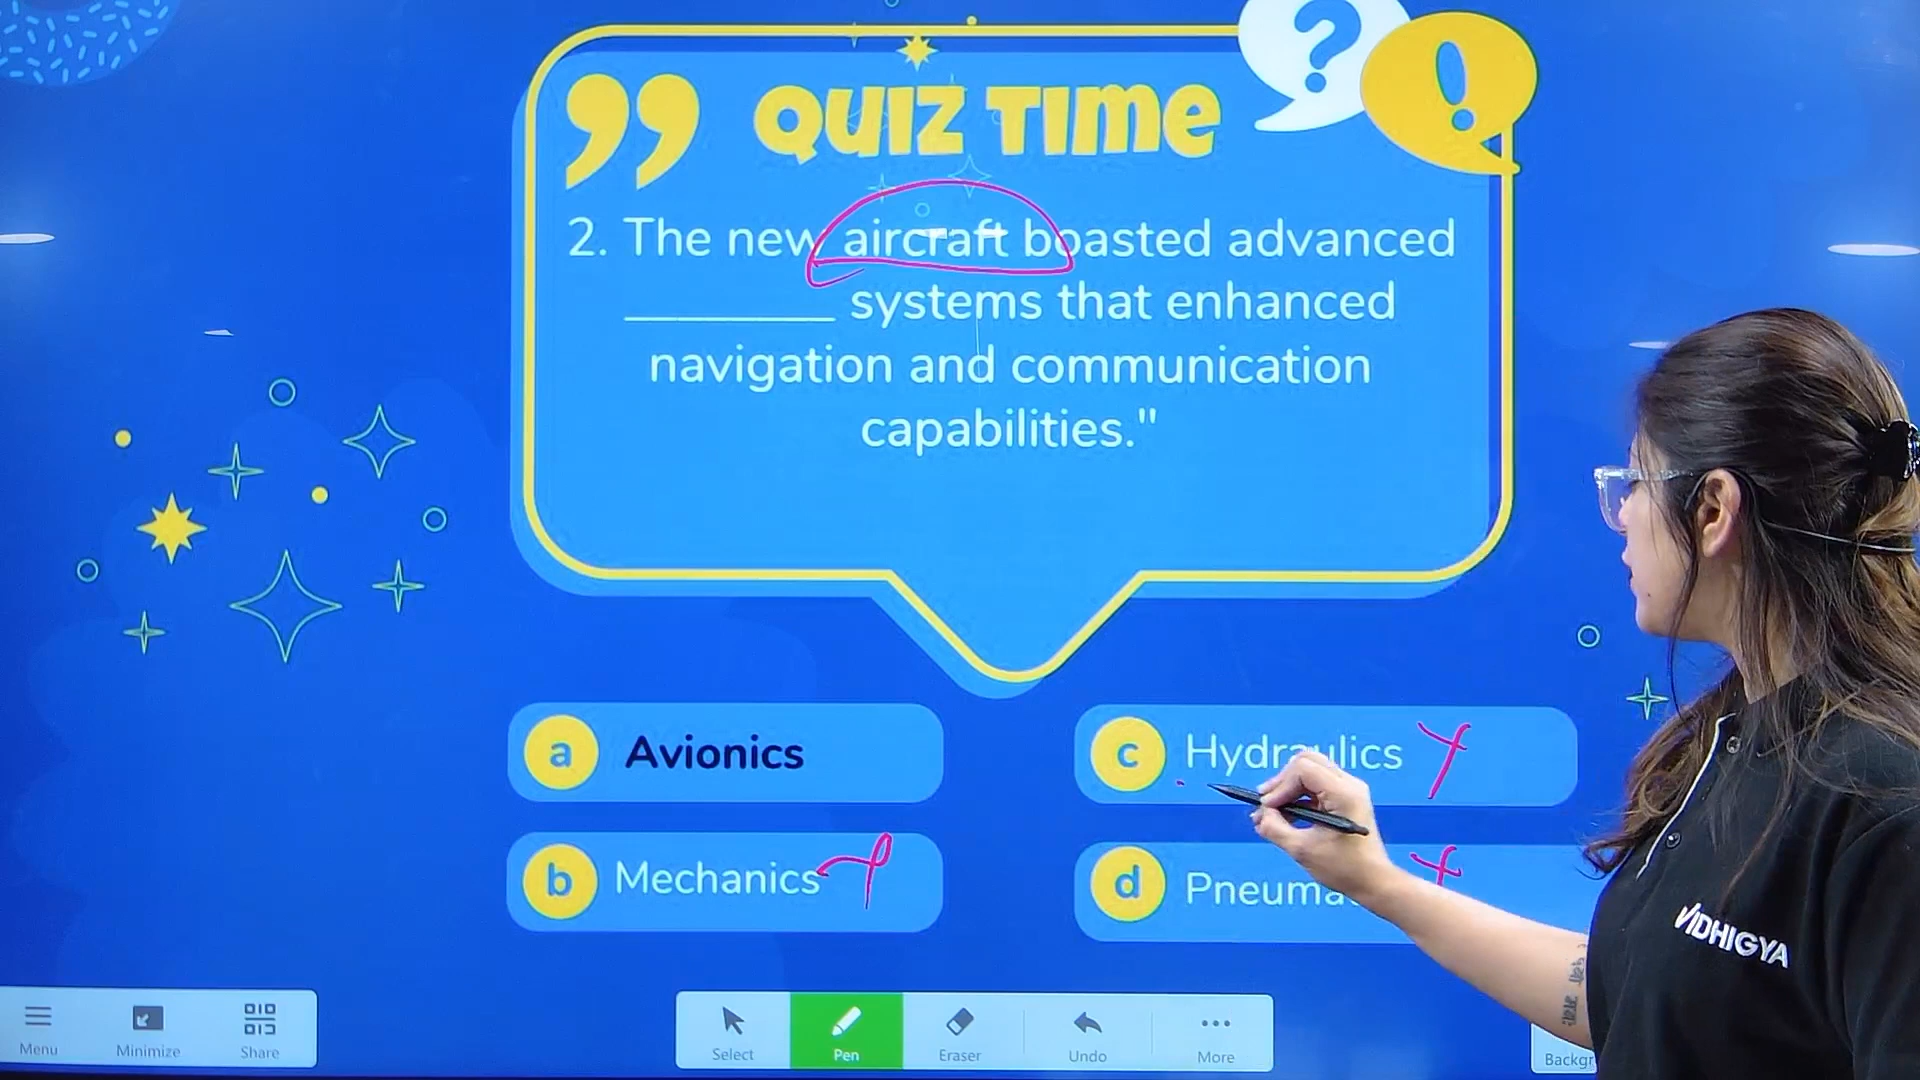 QUIZ TIME
2. The new aircraft boasted advanced
________ systems that enhanced
navigation and communication
capabilities."
a Avionics
c Hydraulics
b Mechanics
d Pneuma
VIDHIGYA
Menu
Minimize
Share
Select
Pen
Eraser
Undo
More
Backgr